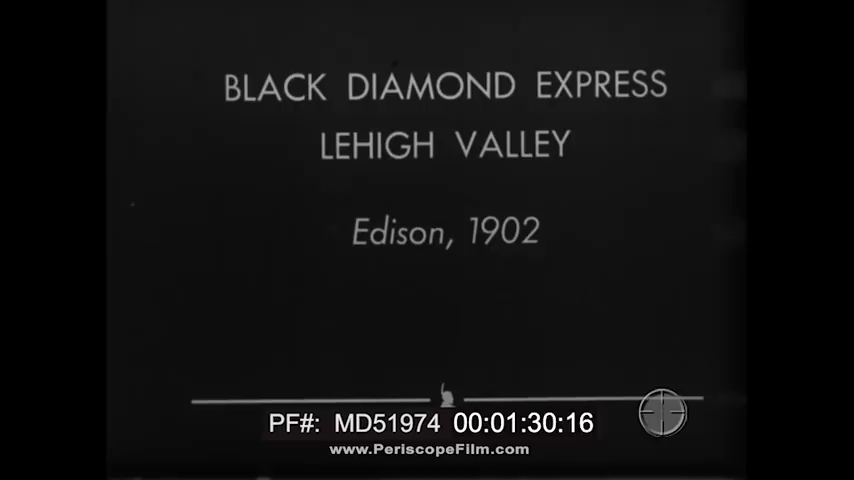 BLACK DIAMOND EXPRESS
LEHIGH VALLEY
Edison, 1902
PF#: MD51974 00:01:30:16
www.PeriscopeFilm.com